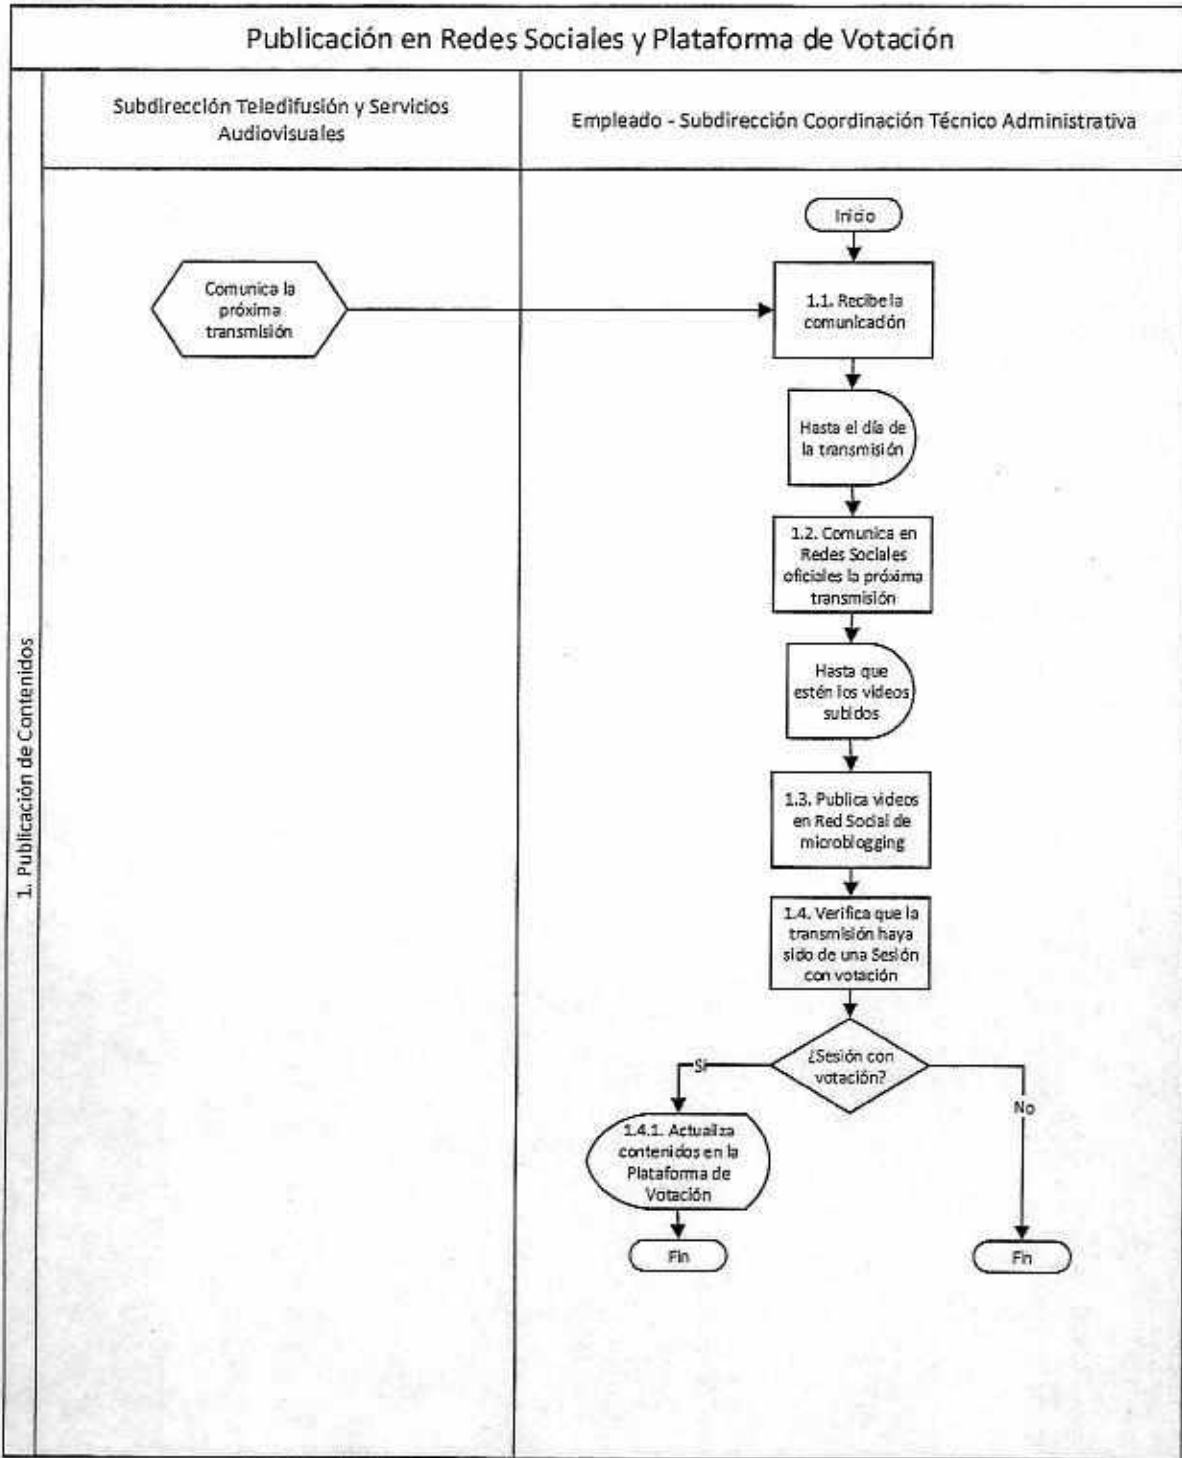 Publicación en Redes Sociales y Plataforma de Votación
Subdirección Teledifusión y Servicios
Audiovisuales
Empleado - Subdirección Coordinación Técnico Administrativa
1. Publicación de Contenidos
Inicio
Comunica la
próxima
transmisión
1.1. Recibe la
comunicación
Hasta el día de
la transmisión
1.2. Comunica en
Redes Sociales
oficiales la próxima
transmisión
Hasta que
estén los videos
subidos
1.3. Publica videos
en Red Social de
microblogging
1.4. Verifica que la
transmisión haya
sido de una Sesión
con votación
¿Sesión con
votación?
Si
No
1.4.1. Actualiza
contenidos en la
Plataforma de
Votación
Fin
Fin